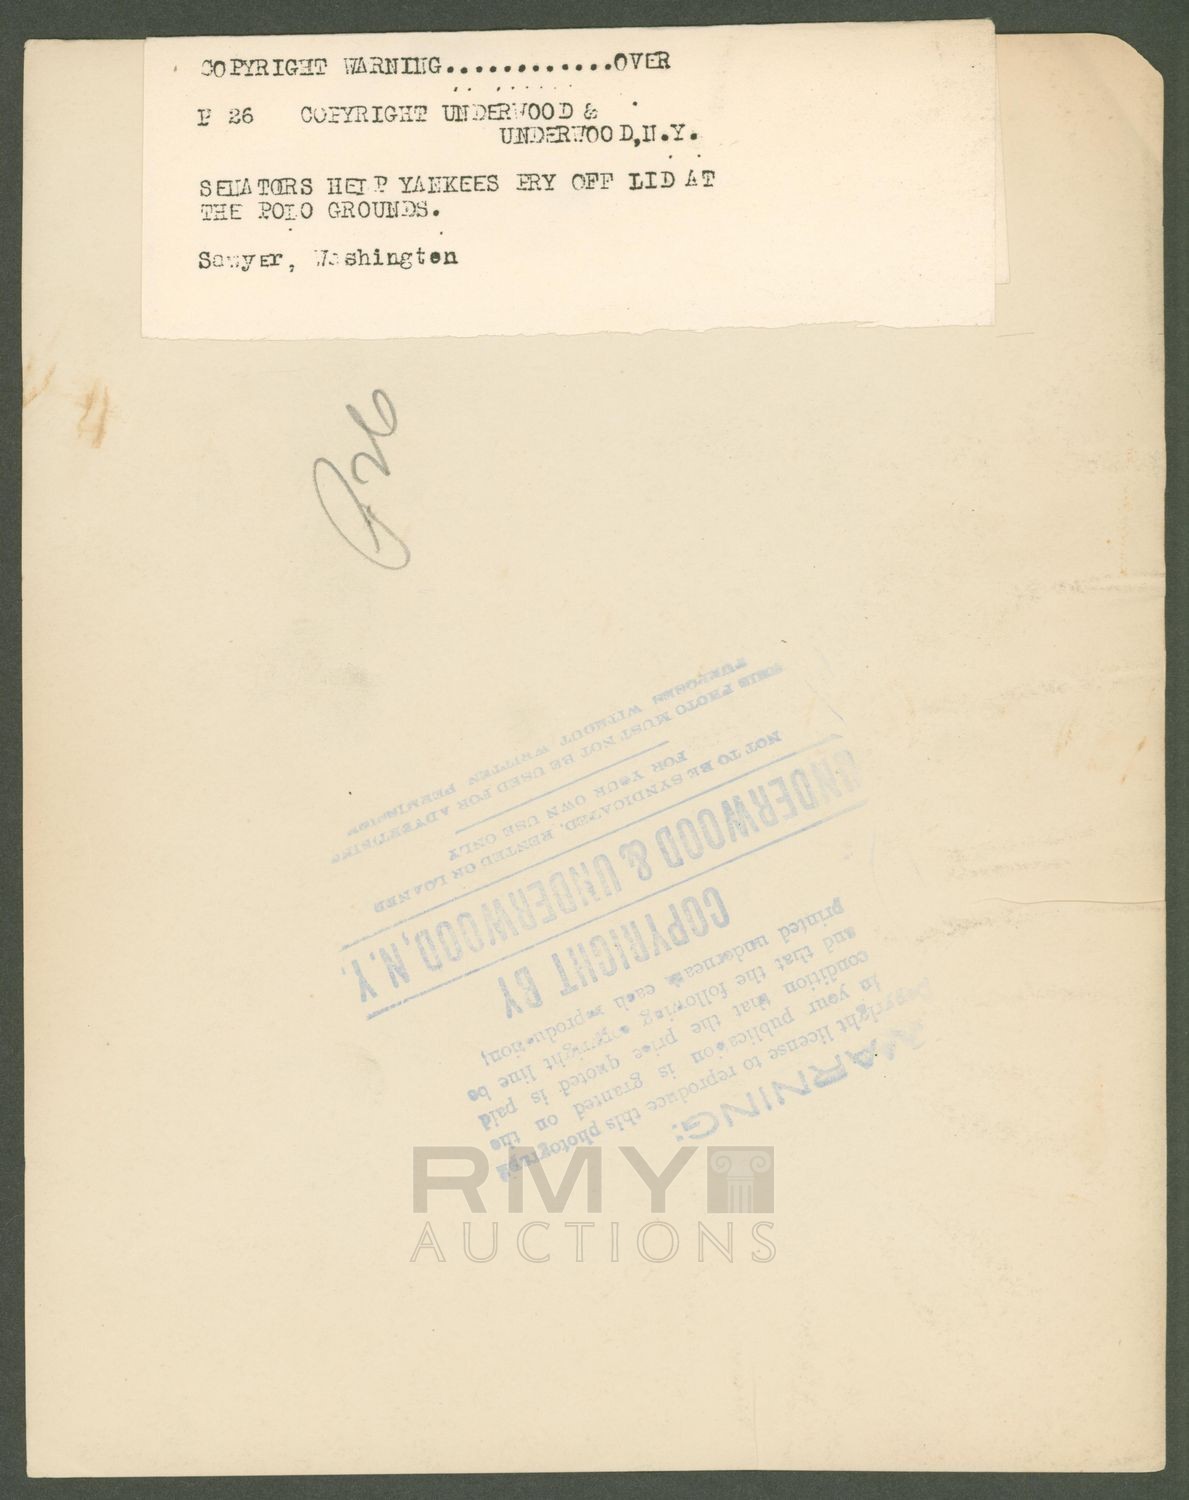 COPYRIGHT WARNING............OVER
P 26 COPYRIGHT UNDERWOOD &
UNDERWOOD,N.Y.
SENATORS HELP YANKEES PRY OFF LID AT
THE POLO GROUNDS.
Sawyer, Washington
P26
WARNING:
Copyright license to reproduce this photograph
in your publication is granted on the
condition that the price quoted is paid
and that the following copyright line be
printed underneath each reproduction;
COPYRIGHT BY
UNDERWOOD & UNDERWOOD, N.Y.
NOT TO BE SYNDICATED, RENTED OR LOANED
FOR YOUR OWN USE ONLY
THIS PHOTO MUST NOT BE USED FOR ADVERTISING
PURPOSES WITHOUT WRITTEN PERMISSION
RMY
AUCTIONS